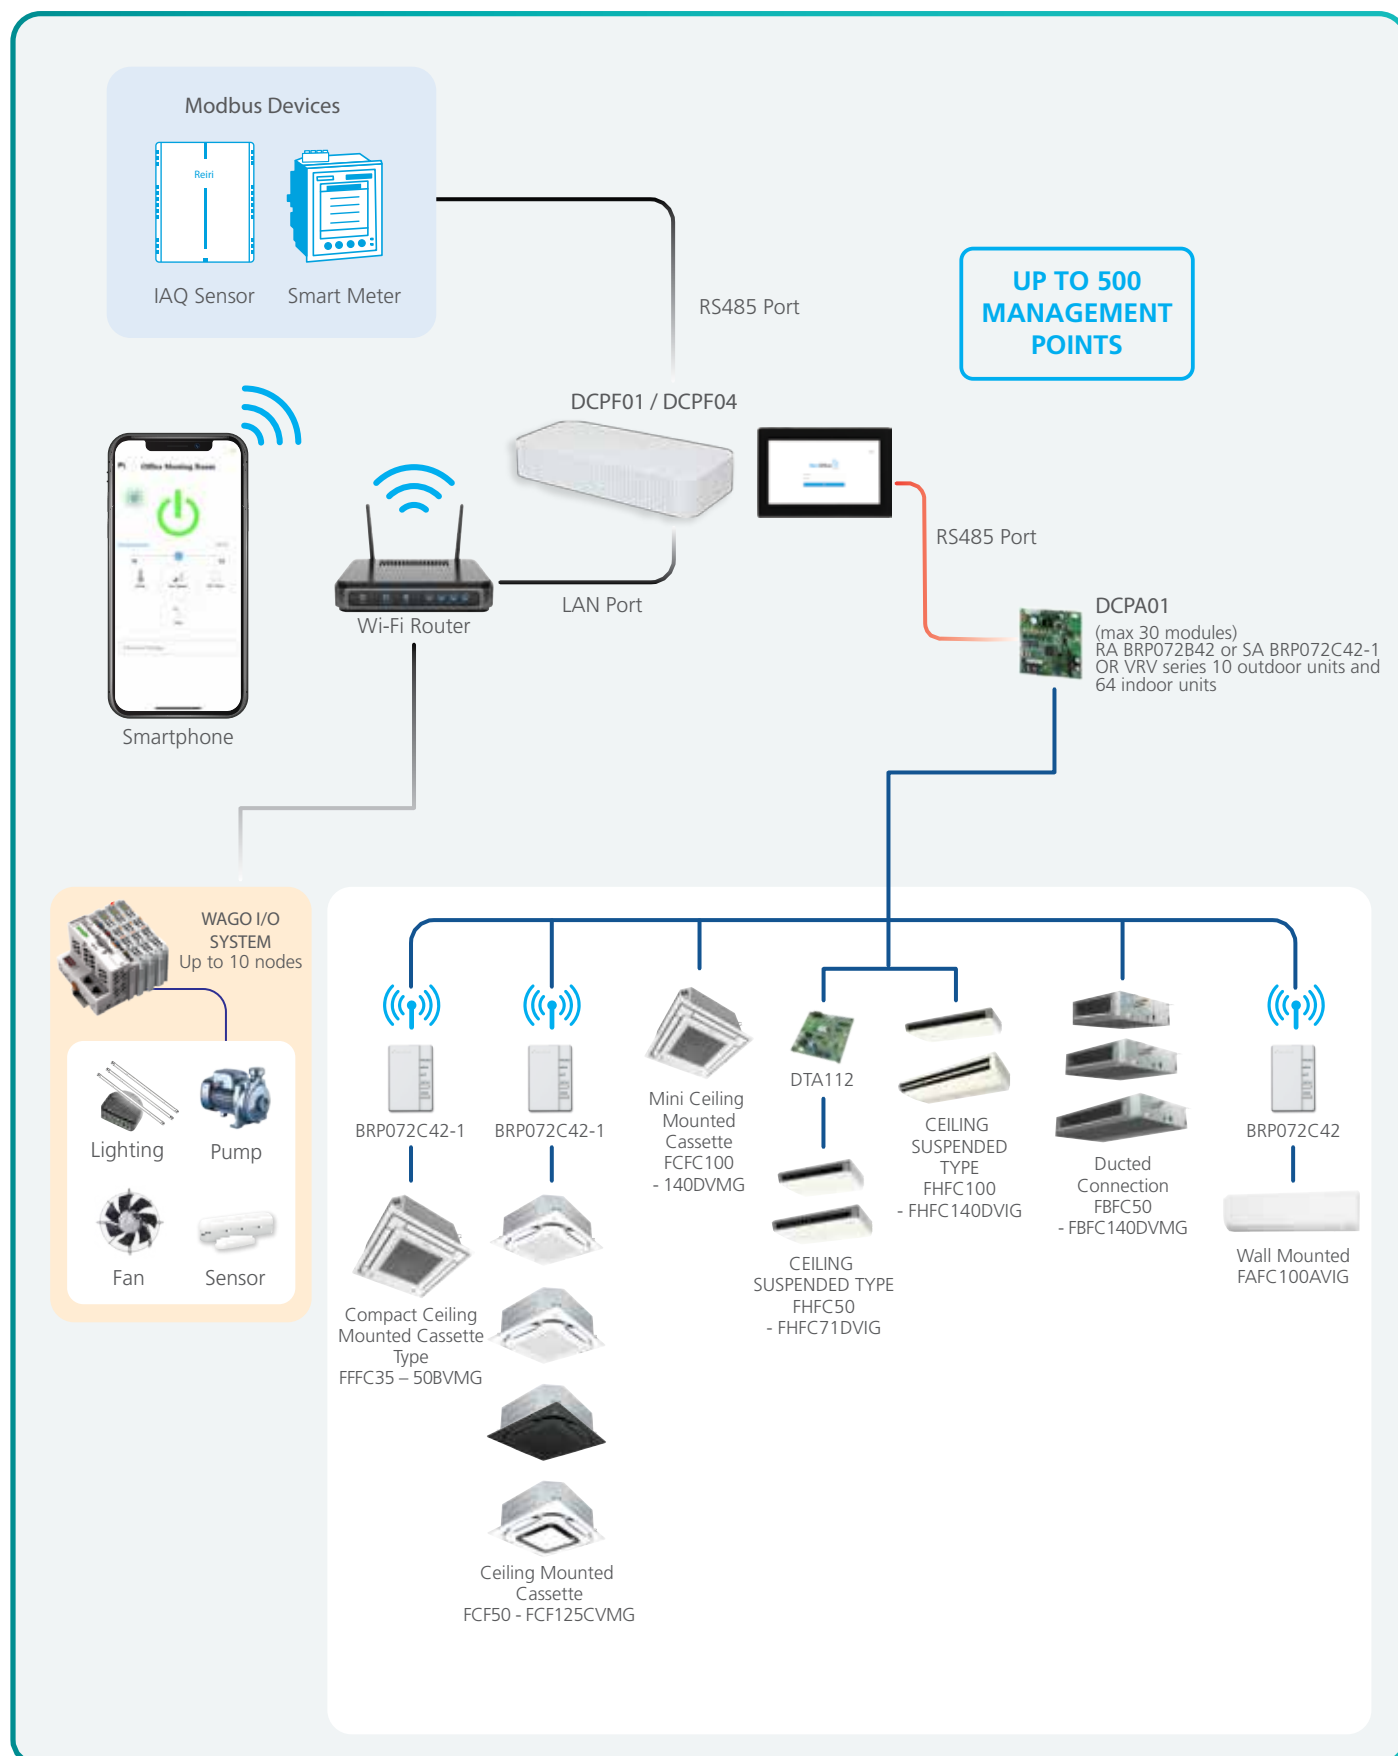 Modbus Devices
Reiri
IAQ Sensor
Smart Meter
RS485 Port
UP TO 500
MANAGEMENT
POINTS
DCPF01 / DCPF04
Office Meeting Room
RS485 Port
LAN Port
Wi-Fi Router
DCPA01
(max 30 modules)
RA BRP072B42 or SA BRP072C42-1
OR VRV series 10 outdoor units and
64 indoor units
Smartphone
WAGO I/O
SYSTEM
Up to 10 nodes
Lighting
Pump
Fan
Sensor
BRP072C42-1
Compact Ceiling
Mounted Cassette
Type
FFFC35 – 50BVMG
BRP072C42-1
Ceiling Mounted
Cassette
FCF50 - FCF125CVMG
Mini Ceiling
Mounted
Cassette
FCFC100
- 140DVMG
DTA112
CEILING
SUSPENDED TYPE
FHFC50
- FHFC71DVIG
CEILING
SUSPENDED
TYPE
FHFC100
- FHFC140DVIG
Ducted
Connection
FBFC50
- FBFC140DVMG
BRP072C42
Wall Mounted
FAFC100AVIG